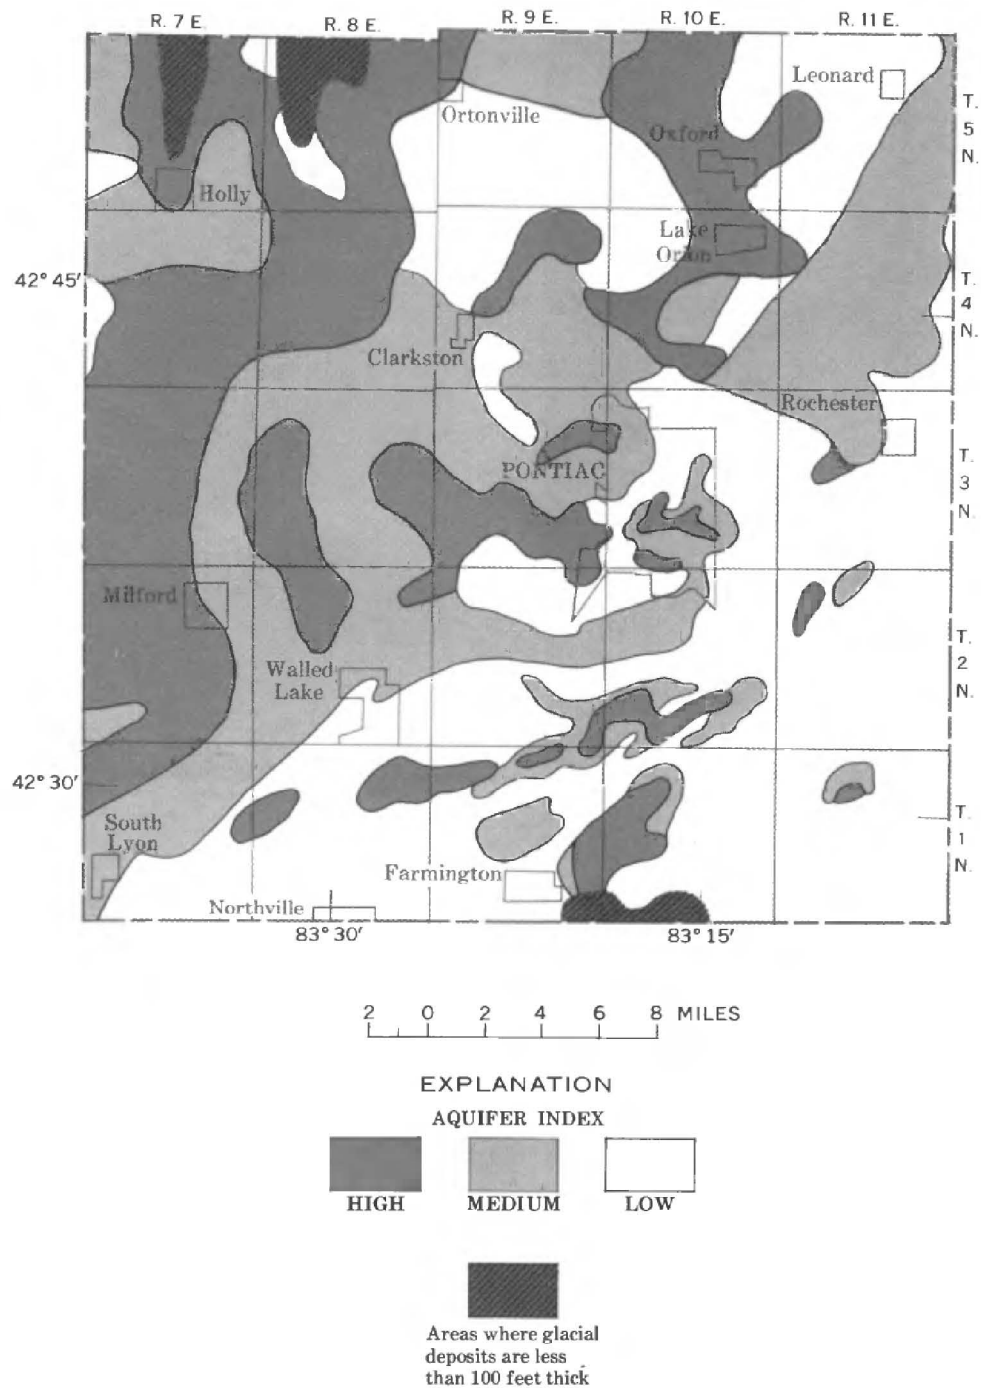 R. 7 E. R. 8 E. R. 9 E. R. 10 E. R. 11 E.
Leonard
T.
5
N.
Ortonville
Oxford
Holly
Lake
Orion
42° 45′
T.
4
N.
Clarkston
Rochester
PONTIAC
T.
3
N.
Milford
T.
2
N.
Walled
Lake
42° 30′
South
Lyon
T.
1
N.
Farmington
Northville
83° 30′ 83° 15′
2 0 2 4 6 8 MILES
EXPLANATION
AQUIFER INDEX
HIGH MEDIUM LOW
Areas where glacial
deposits are less
than 100 feet thick